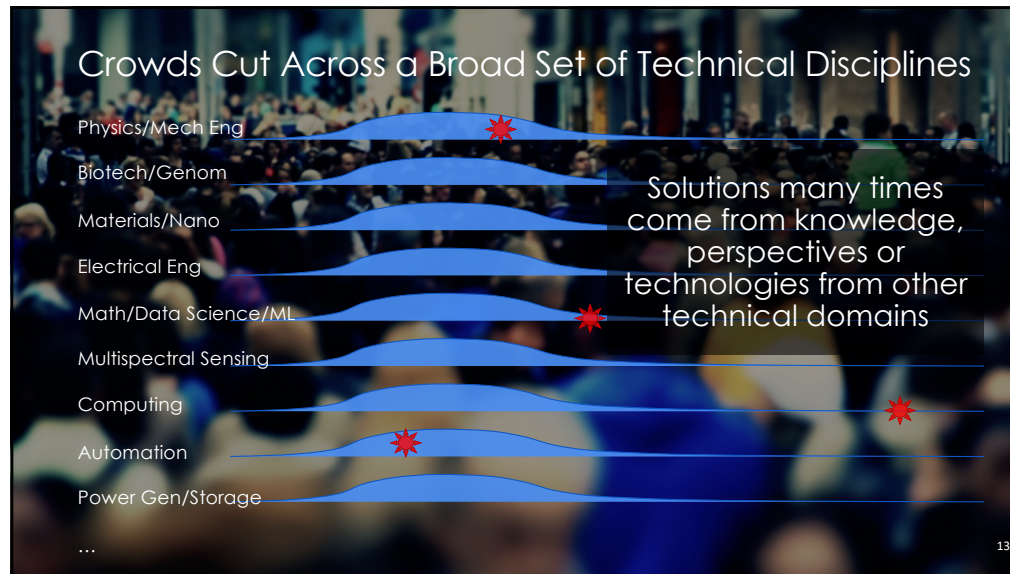 Crowds Cut Across a Broad Set of Technical Disciplines
Physics/Mech Eng
Biotech/Genom
Materials/Nano
Electrical Eng
Math/Data Science/ML
Multispectral Sensing
Computing
Automation
Power Gen/Storage
...
Solutions many times
come from knowledge,
perspectives or
technologies from other
technical domains
13